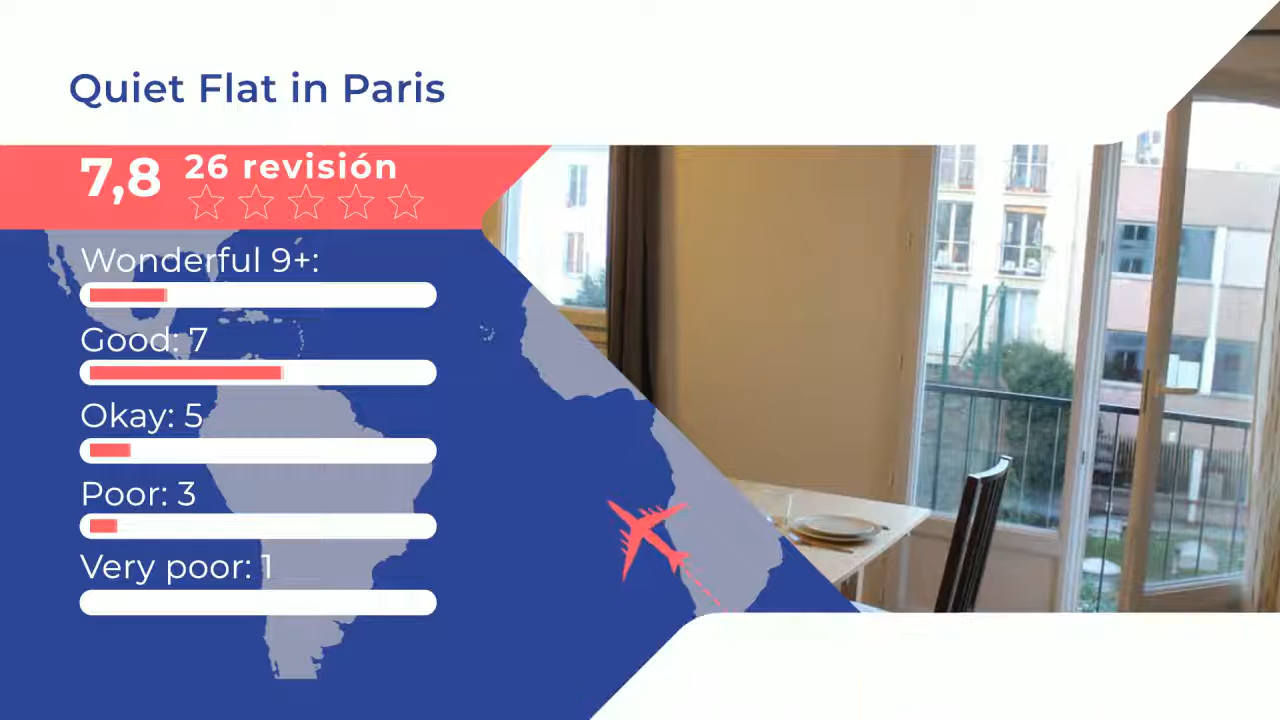 Quiet Flat in Paris
7,8
26 revisión
Wonderful 9+:
Good: 7
Okay: 5
Poor: 3
Very poor: 1